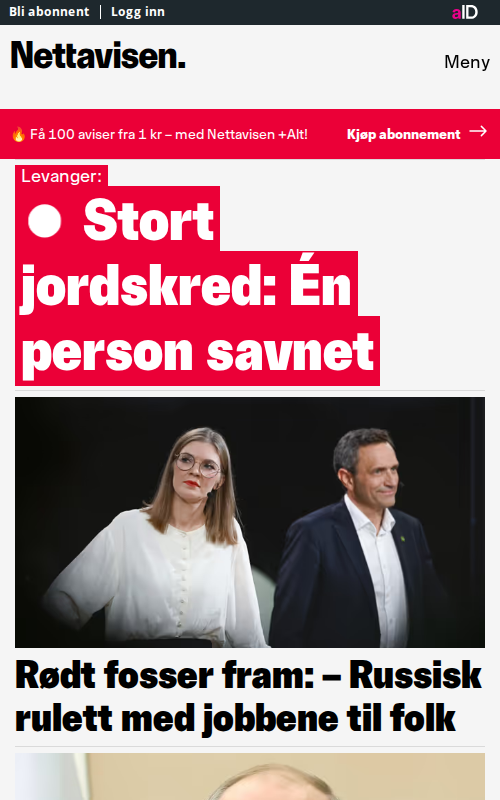 Bli abonnent | Logg inn
aID
Nettavisen.
Meny
🔥 Få 100 aviser fra 1 kr – med Nettavisen +Alt!
Kjøp abonnement →
Levanger:
Stort
jordskred: Én
person savnet
Rødt fosser fram: – Russisk
rulett med jobbene til folk